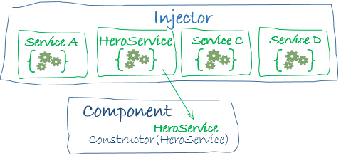 Injector
Service A HeroService Service C Service D
Component
HeroService
Constructor(HeroService)